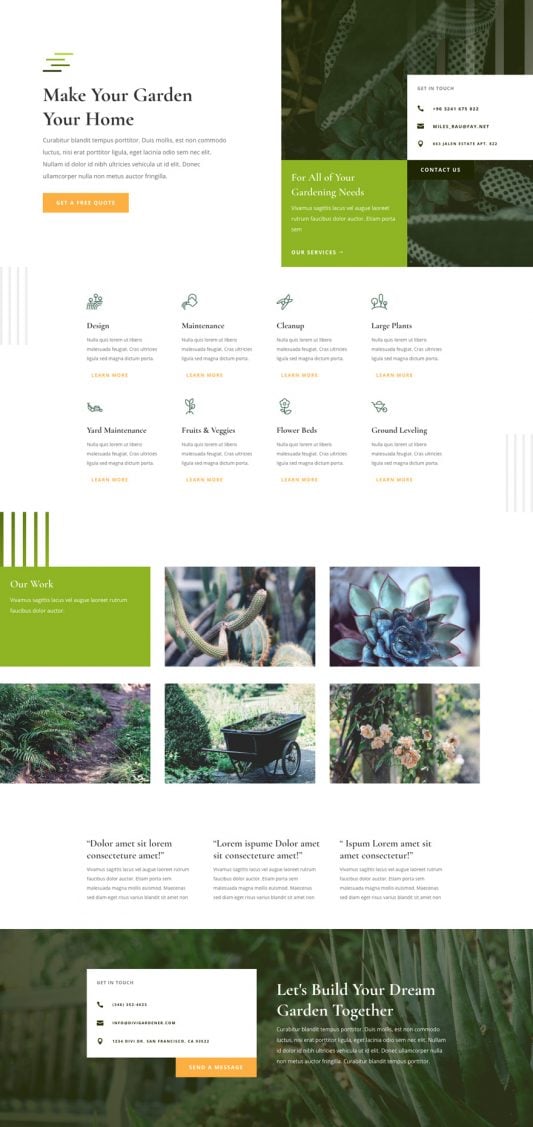 Make Your Garden
Your Home
Curabitur blandit tempus porttitor. Duis mollis, est non commodo
luctus, nisi erat porttitor ligula, eget lacinia odio sem nec elit.
Nullam id dolor id nibh ultricies vehicula ut id elit. Donec
ullamcorper nulla non metus auctor fringilla.
GET A FREE QUOTE
GET IN TOUCH
+96 5241 675 822
MILES_RAU@FAY.NET
603 JALEN ESTATE APT. 822
CONTACT US
For All of Your
Gardening Needs
Vivamus sagittis lacus vel augue laoreet
rutrum faucibus dolor auctor. Etiam porta
sem
OUR SERVICES →
Design
Nulla quis lorem ut libero
malesuada feugiat. Cras ultricies
ligula sed magna dictum porta.
LEARN MORE
Maintenance
Nulla quis lorem ut libero
malesuada feugiat. Cras ultricies
ligula sed magna dictum porta.
LEARN MORE
Cleanup
Nulla quis lorem ut libero
malesuada feugiat. Cras ultricies
ligula sed magna dictum porta.
LEARN MORE
Large Plants
Nulla quis lorem ut libero
malesuada feugiat. Cras ultricies
ligula sed magna dictum porta.
LEARN MORE
Yard Maintenance
Nulla quis lorem ut libero
malesuada feugiat. Cras ultricies
ligula sed magna dictum porta.
LEARN MORE
Fruits & Veggies
Nulla quis lorem ut libero
malesuada feugiat. Cras ultricies
ligula sed magna dictum porta.
LEARN MORE
Flower Beds
Nulla quis lorem ut libero
malesuada feugiat. Cras ultricies
ligula sed magna dictum porta.
LEARN MORE
Ground Leveling
Nulla quis lorem ut libero
malesuada feugiat. Cras ultricies
ligula sed magna dictum porta.
LEARN MORE
Our Work
Vivamus sagittis lacus vel augue laoreet rutrum
faucibus dolor auctor.
“Dolor amet sit lorem
consecteture amet!”
Vivamus sagittis lacus vel augue laoreet rutrum
faucibus dolor auctor. Etiam porta sem
malesuada magna mollis euismod. Maecenas
sed diam eget risus varius blandit sit amet non
“Lorem ispume Dolor amet
sit consecteture amet!”
Vivamus sagittis lacus vel augue laoreet rutrum
faucibus dolor auctor. Etiam porta sem
malesuada magna mollis euismod. Maecenas
sed diam eget risus varius blandit sit amet non
“ Ispum Lorem amet sit
amet consectetur!”
Vivamus sagittis lacus vel augue laoreet rutrum
faucibus dolor auctor. Etiam porta sem
malesuada magna mollis euismod. Maecenas
sed diam eget risus varius blandit sit amet non
GET IN TOUCH
INFO@DIVIGARDENER.COM
1234 DIVI DR. SAN FRANCISCO, CA 93522
SEND A MESSAGE
Let's Build Your Dream
Garden Together
Curabitur blandit tempus porttitor. Duis mollis, est non commodo
luctus, nisi erat porttitor ligula, eget lacinia odio sem nec elit. Nullam
id dolor id nibh ultricies vehicula ut id elit. Donec ullamcorper nulla non
metus auctor fringilla. Curabitur blandit tempus porttitor.